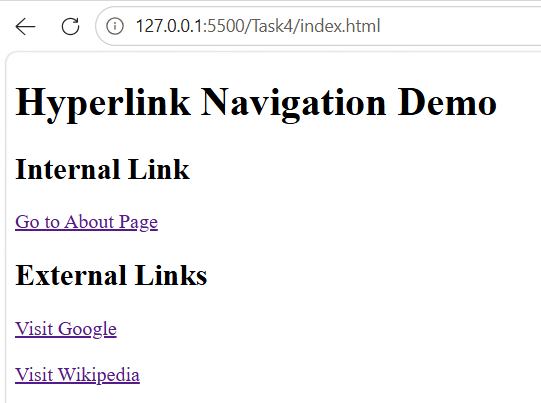 127.0.0.1:5500/Task4/index.html
Hyperlink Navigation Demo
Internal Link
Go to About Page
External Links
Visit Google
Visit Wikipedia